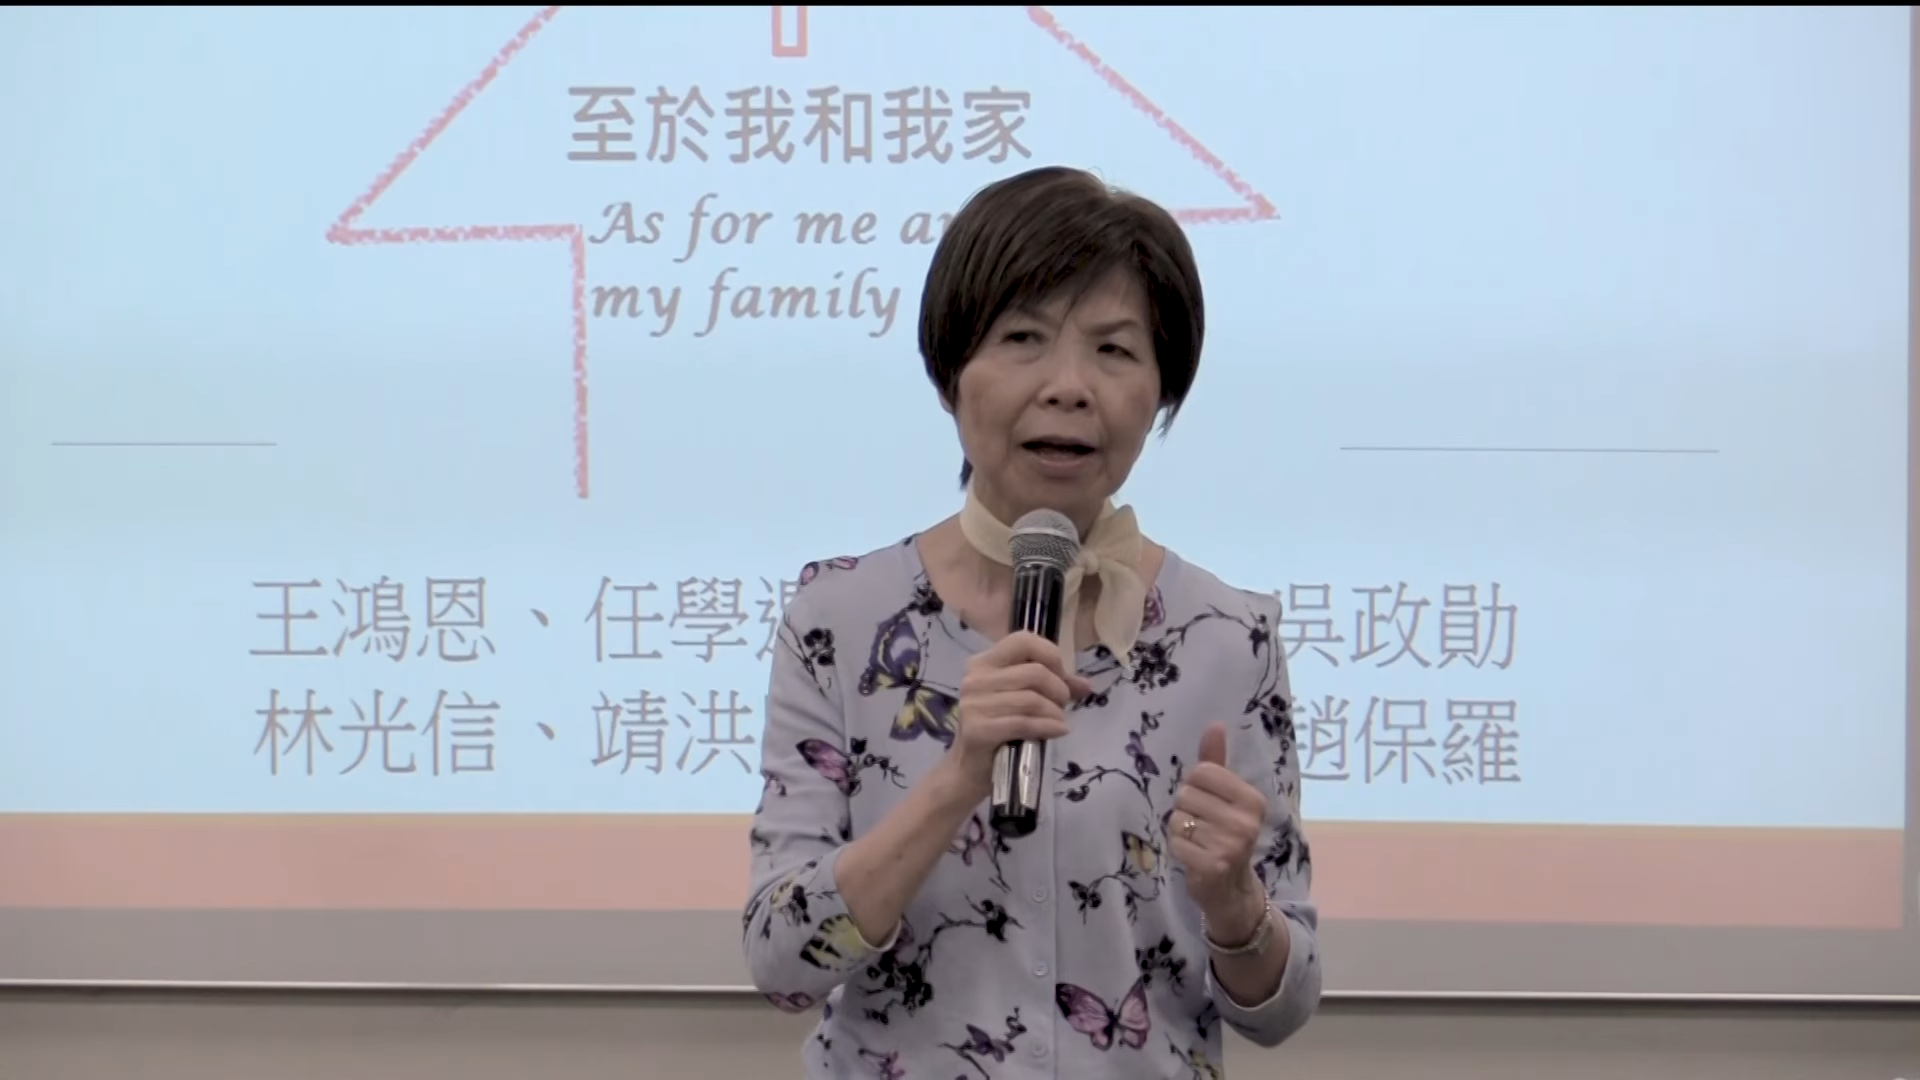 至於我和我家
As for me
my family
王鴻恩、任學 吳政勛
林光信、靖洪 趙保羅